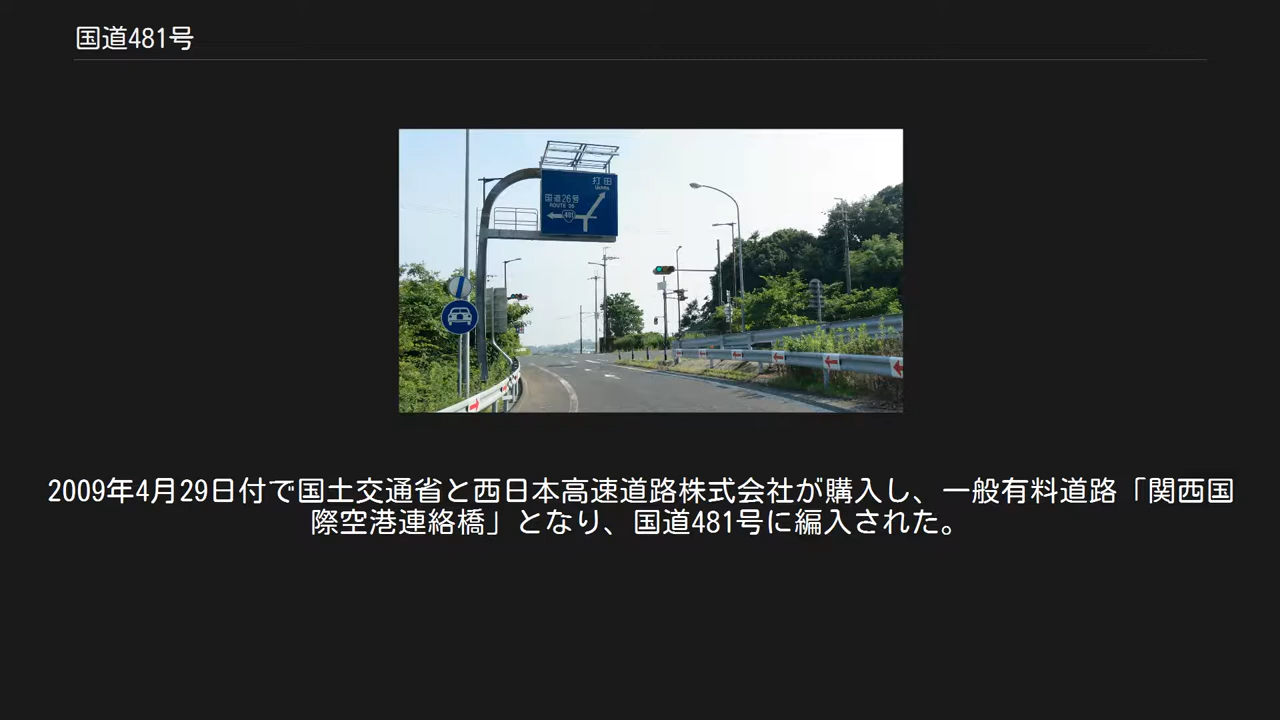 国道481号
打田
Uchita
国道26号
ROUTE 26
481
2009年4月29日付で国土交通省と西日本高速道路株式会社が購入し、一般有料道路「関西国
際空港連絡橋」となり、国道481号に編入された。